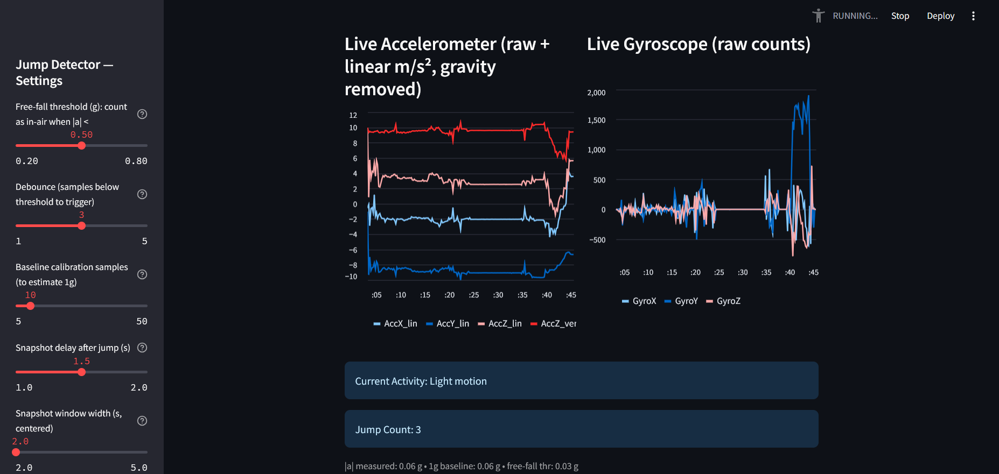 RUNNING...
Stop
Deploy
Jump Detector —
Settings
Free-fall threshold (g): count
as in-air when |a| <
0.50
0.20
0.80
Debounce (samples below
threshold to trigger)
3
1
5
Baseline calibration samples
(to estimate 1g)
10
5
50
Snapshot delay after jump (s)
1.5
1.0
2.0
Snapshot window width (s,
centered)
2.0
2.0
5.0
Live Accelerometer (raw +
linear m/s², gravity
removed)
12
10
8
6
4
2
0
−2
−4
−6
−8
−10
:05
:10
:15
:20
:25
:30
:35
:40
:45
AccX_lin
AccY_lin
AccZ_lin
AccZ_ver
Live Gyroscope (raw counts)
2,000
1,500
1,000
500
0
−500
:05
:10
:15
:20
:25
:30
:35
:40
:45
GyroX
GyroY
GyroZ
Current Activity: Light motion
Jump Count: 3
|a| measured: 0.06 g • 1g baseline: 0.06 g • free-fall thr: 0.03 g